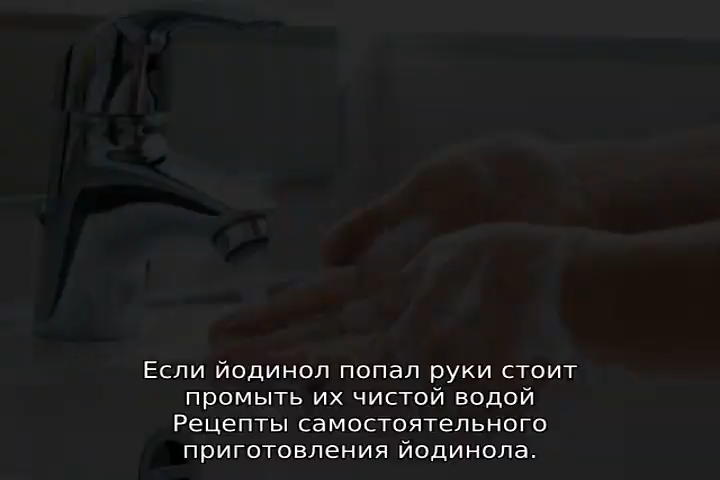 Если йодинол попал руки стоит
промыть их чистой водой
Рецепты самостоятельного
приготовления йодинола.